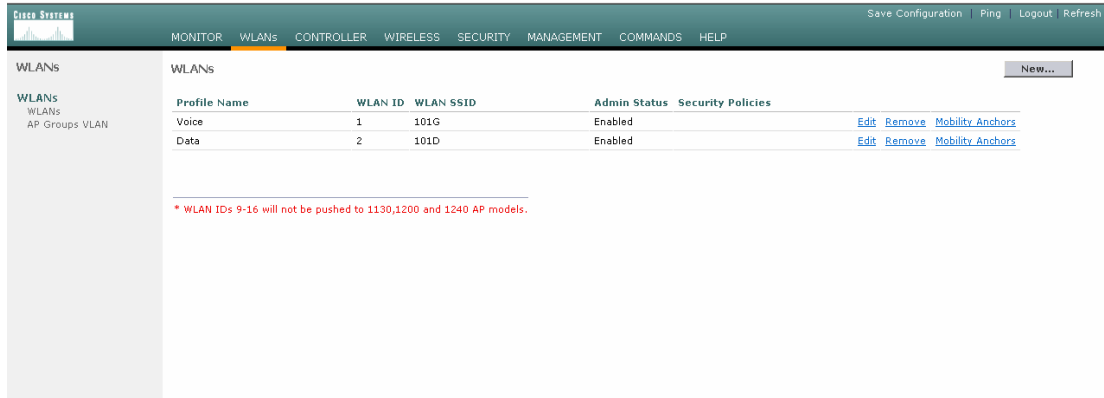 CISCO SYSTEMS
Save Configuration | Ping | Logout | Refresh
MONITOR WLANs CONTROLLER WIRELESS SECURITY MANAGEMENT COMMANDS HELP
WLANs
WLANs
WLANs
AP Groups VLAN
WLANs
New...
Profile Name WLAN ID WLAN SSID Admin Status Security Policies
Voice 1 101G Enabled Edit Remove Mobility Anchors
Data 2 101D Enabled Edit Remove Mobility Anchors
* WLAN IDs 9-16 will not be pushed to 1130,1200 and 1240 AP models.